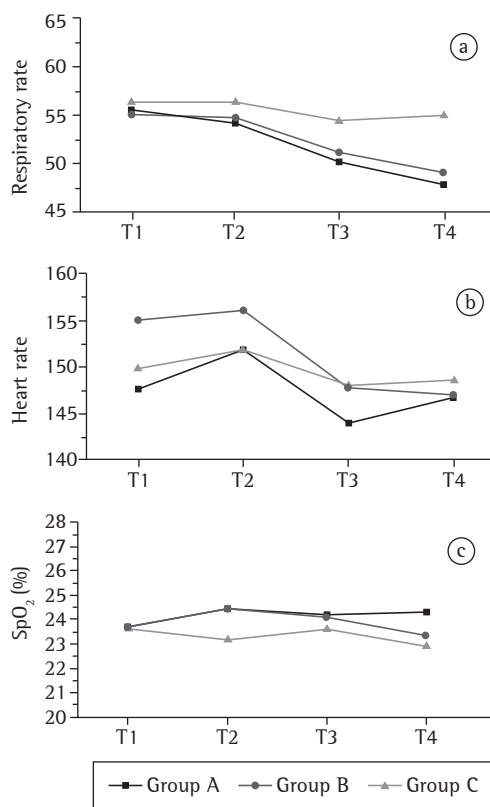 65
60
55
50
45
Respiratory rate
a
T1 T2 T3 T4
160
155
150
145
140
Heart rate
b
T1 T2 T3 T4
28
27
26
25
24
23
22
21
20
SpO₂ (%)
c
T1 T2 T3 T4
Group A Group B Group C